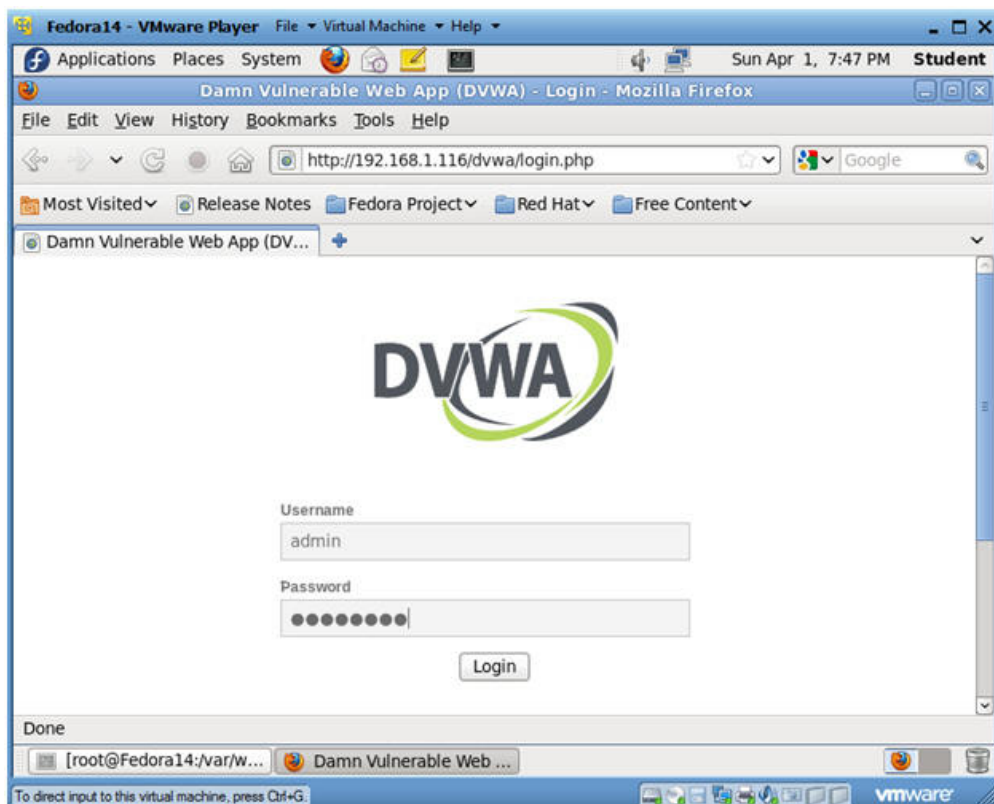 Fedora14 - VMware Player File Virtual Machine Help
Applications Places System Sun Apr 1, 7:47 PM Student
Damn Vulnerable Web App (DVWA) - Login - Mozilla Firefox
File Edit View History Bookmarks Tools Help
http://192.168.1.116/dvwa/login.php Google
Most Visited Release Notes Fedora Project Red Hat Free Content
Damn Vulnerable Web App (DV...
DVWA
Username
admin
Password
●●●●●●●●
Login
Done
[root@Fedora14:/var/w... Damn Vulnerable Web ...
To direct input to this virtual machine, press Ctrl+G. vmware